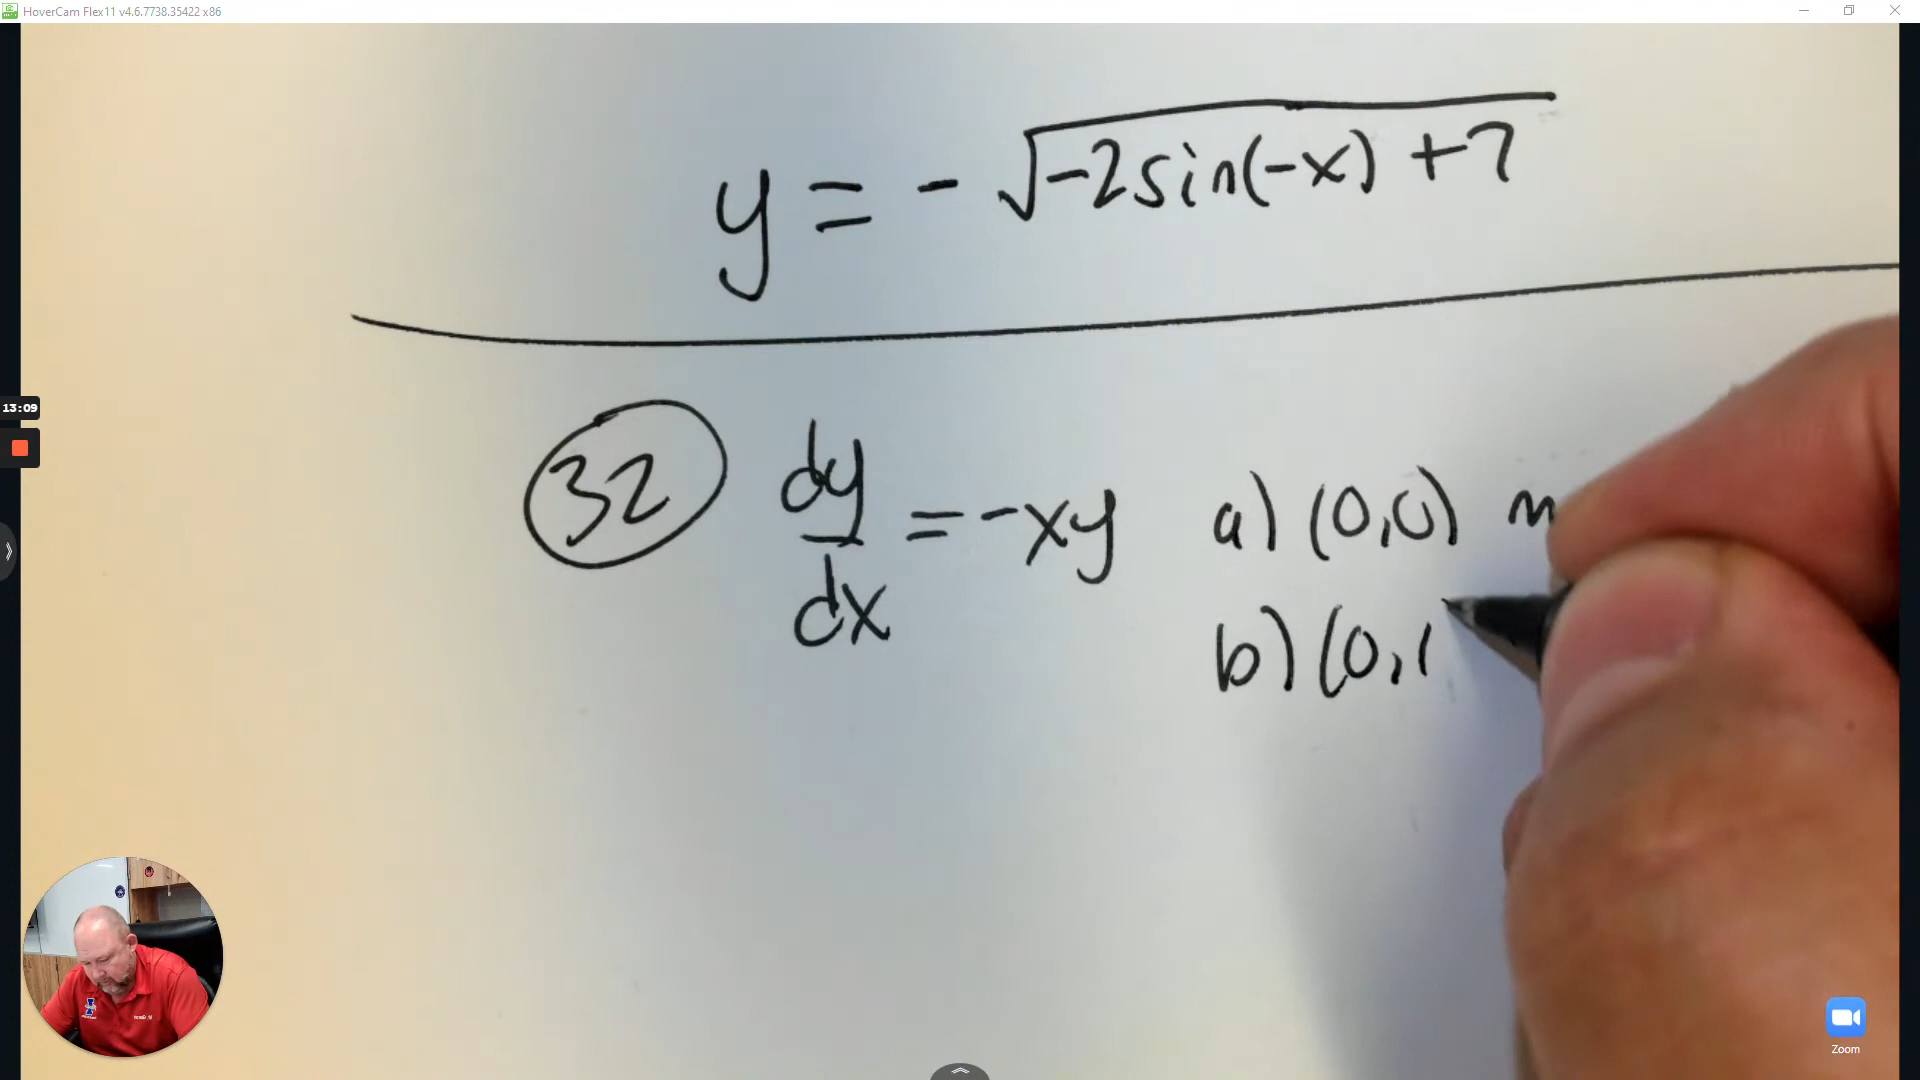 HoverCam Flex11 v4.6.7738.35422 x86
y = - √-2sin(-x) +7
13:09
32 dy/dx = -xy a) (0,0) m
b) (0,1
Zoom